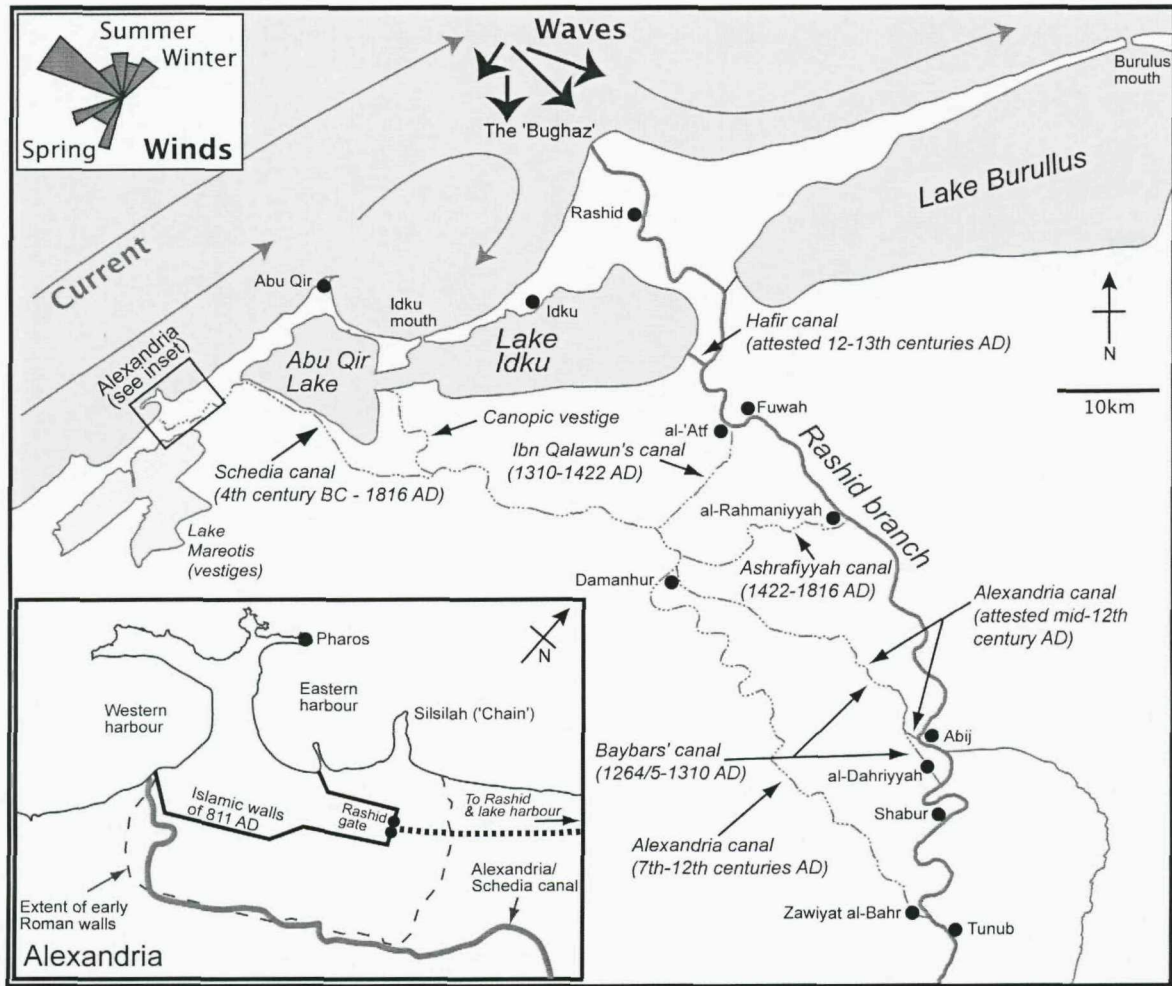 Summer
Winter
Spring
Winds
Waves
The 'Bughaz'
Burulus
mouth
Lake Burullus
Rashid
Current
Abu Qir
Idku
mouth
Idku
Lake
Idku
Abu Qir
Lake
Alexandria
(see inset)
Hafir canal
(attested 12-13th centuries AD)
N
10km
Canopic vestige
Fuwah
al-'Atf
Ibn Qalawun's canal
(1310-1422 AD)
Schedia canal
(4th century BC - 1816 AD)
Rashid branch
al-Rahmaniyyah
Lake
Mareotis
(vestiges)
Ashrafiyyah canal
(1422-1816 AD)
Damanhur
Alexandria canal
(attested mid-12th
century AD)
Abij
Baybars' canal
(1264/5-1310 AD)
al-Dahriyyah
Shabur
Alexandria canal
(7th-12th centuries AD)
Zawiyat al-Bahr
Tunub
Pharos
N
Western
harbour
Eastern
harbour
Silsilah ('Chain')
Islamic walls
of 811 AD
Rashid
gate
To Rashid
& lake harbour
Extent of early
Roman walls
Alexandria/
Schedia canal
Alexandria